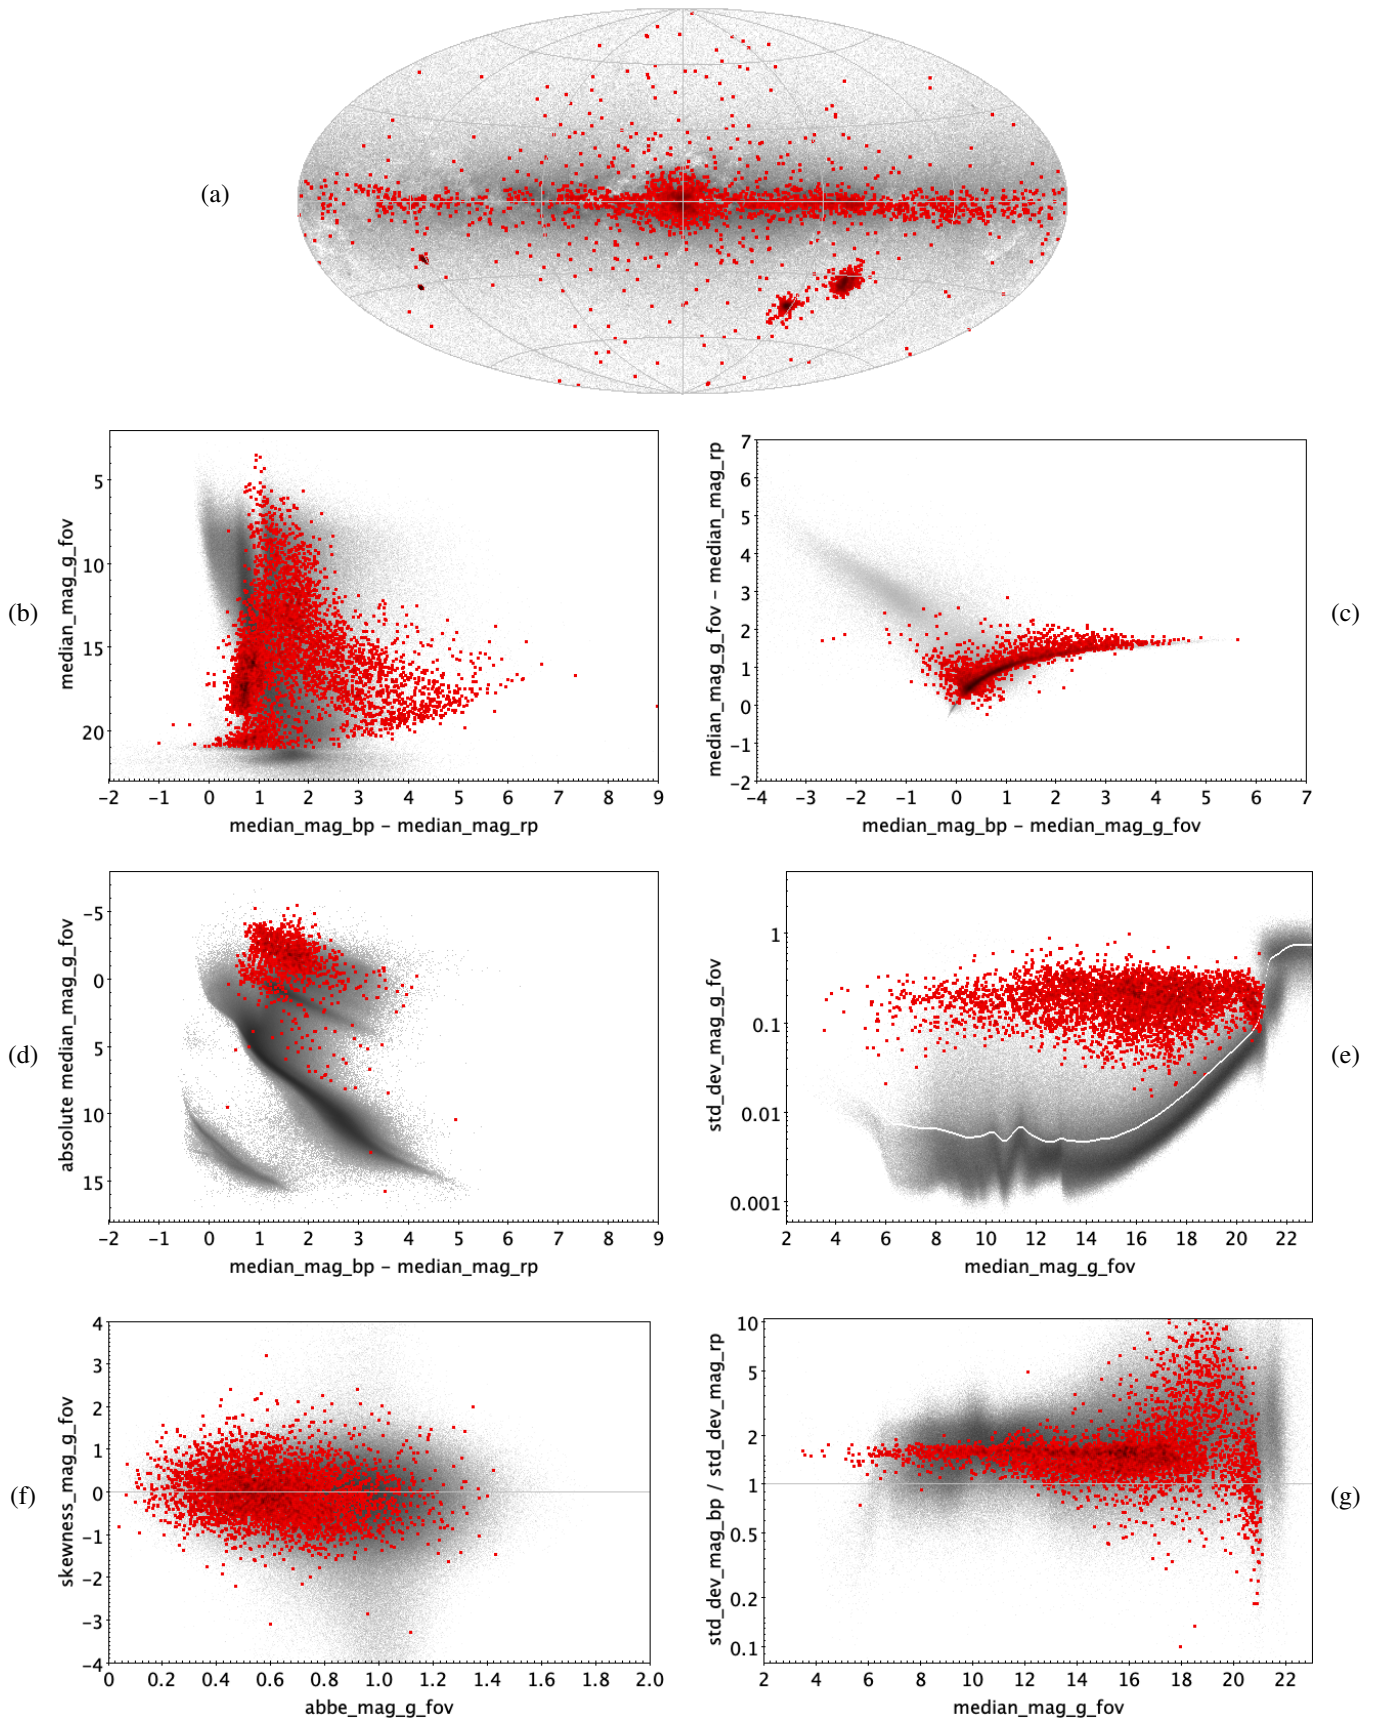 (a)
(b)
median_mag_g_fov
5
10
15
20
−2 −1 0 1 2 3 4 5 6 7 8 9
median_mag_bp − median_mag_rp
(c)
median_mag_g_fov − median_mag_rp
7
6
5
4
3
2
1
0
−1
−2
−4 −3 −2 −1 0 1 2 3 4 5 6 7
median_mag_bp − median_mag_g_fov
(d)
absolute median_mag_g_fov
−5
0
5
10
15
−2 −1 0 1 2 3 4 5 6 7 8 9
median_mag_bp − median_mag_rp
(e)
std_dev_mag_g_fov
1
0.1
0.01
0.001
2 4 6 8 10 12 14 16 18 20 22
median_mag_g_fov
(f)
skewness_mag_g_fov
4
3
2
1
0
−1
−2
−3
−4
0 0.2 0.4 0.6 0.8 1.0 1.2 1.4 1.6 1.8 2.0
abbe_mag_g_fov
(g)
std_dev_mag_bp / std_dev_mag_rp
10
5
2
1
0.5
0.2
0.1
2 4 6 8 10 12 14 16 18 20 22
median_mag_g_fov